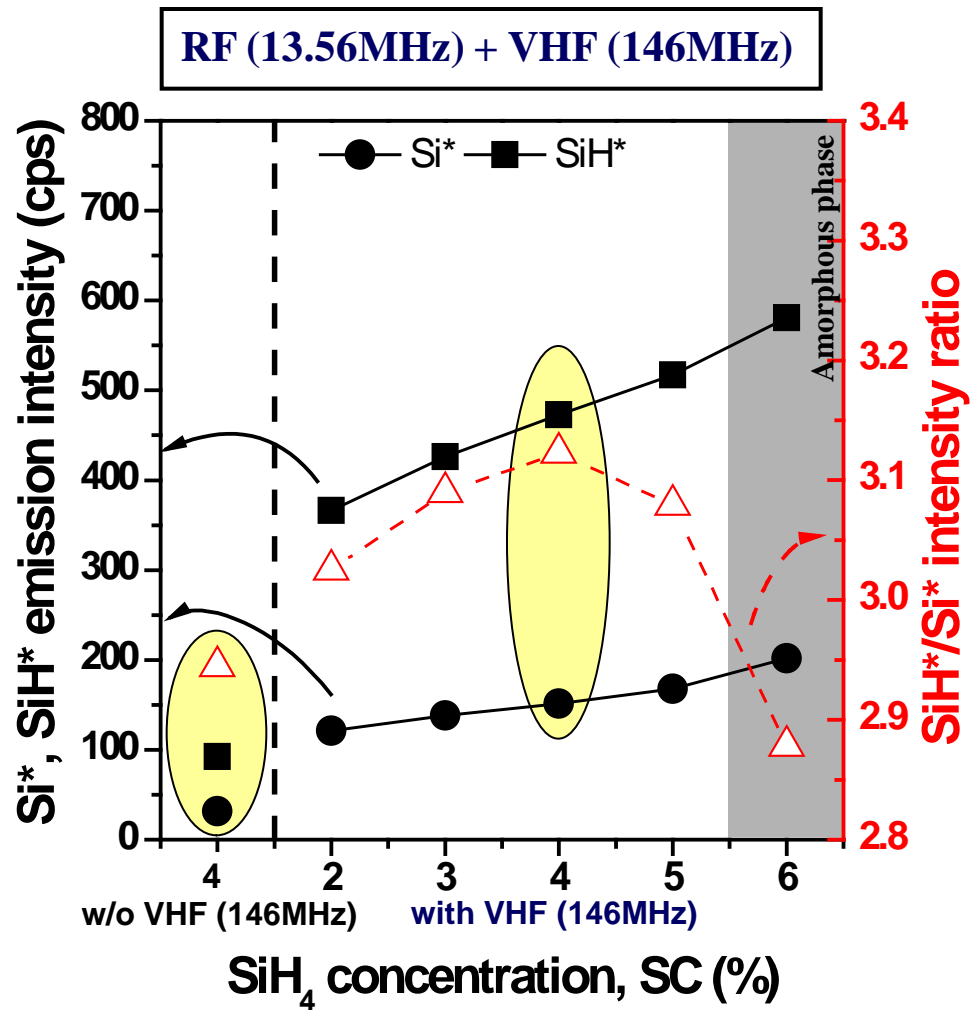 RF (13.56MHz) + VHF (146MHz)
Si*, SiH* emission intensity (cps)
800
700
600
500
400
300
200
100
0
Si* SiH*
Amorphous phase
3.4
3.3
3.2
3.1
3.0
2.9
2.8
SiH*/Si* intensity ratio
4 2 3 4 5 6
w/o VHF (146MHz) with VHF (146MHz)
SiH₄ concentration, SC (%)